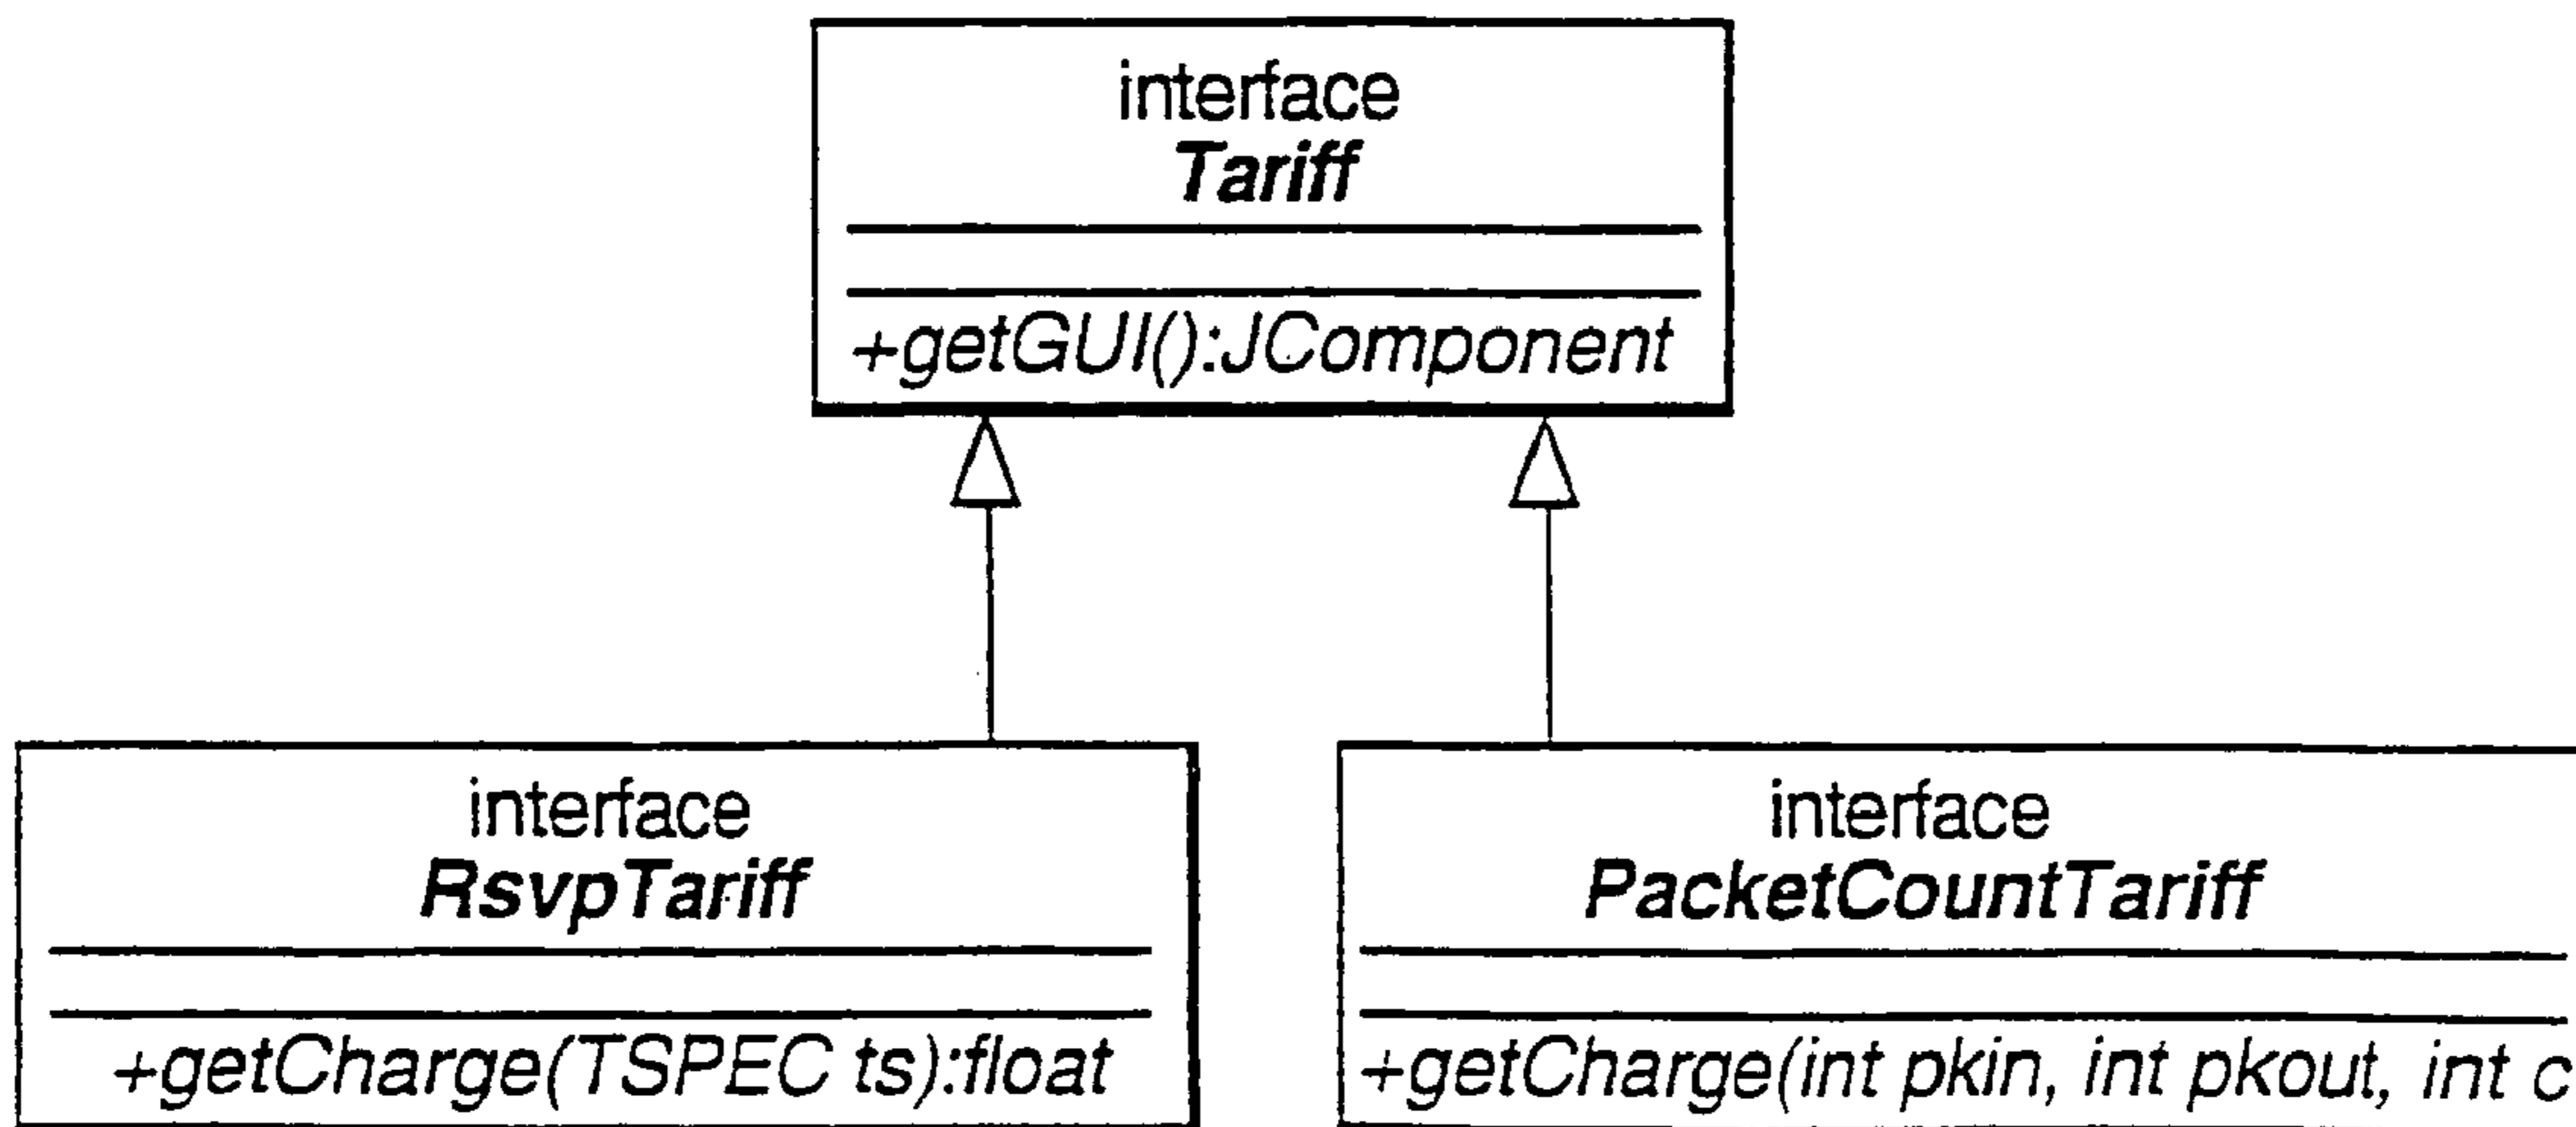 interface
Tariff
+getGUI():JComponent
interface
RsvpTariff
+getCharge(TSPEC ts):float
interface
PacketCountTariff
+getCharge(int pkin, int pkout, int c